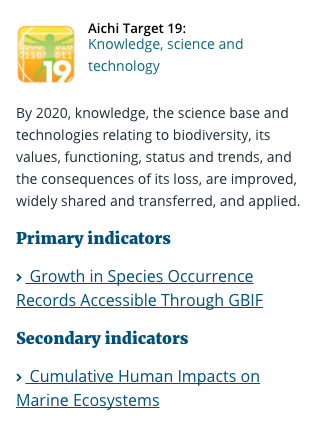 Aichi Target 19:
Knowledge, science and
technology
19
By 2020, knowledge, the science base and
technologies relating to biodiversity, its
values, functioning, status and trends, and
the consequences of its loss, are improved,
widely shared and transferred, and applied.
Primary indicators
› Growth in Species Occurrence
Records Accessible Through GBIF
Secondary indicators
› Cumulative Human Impacts on
Marine Ecosystems